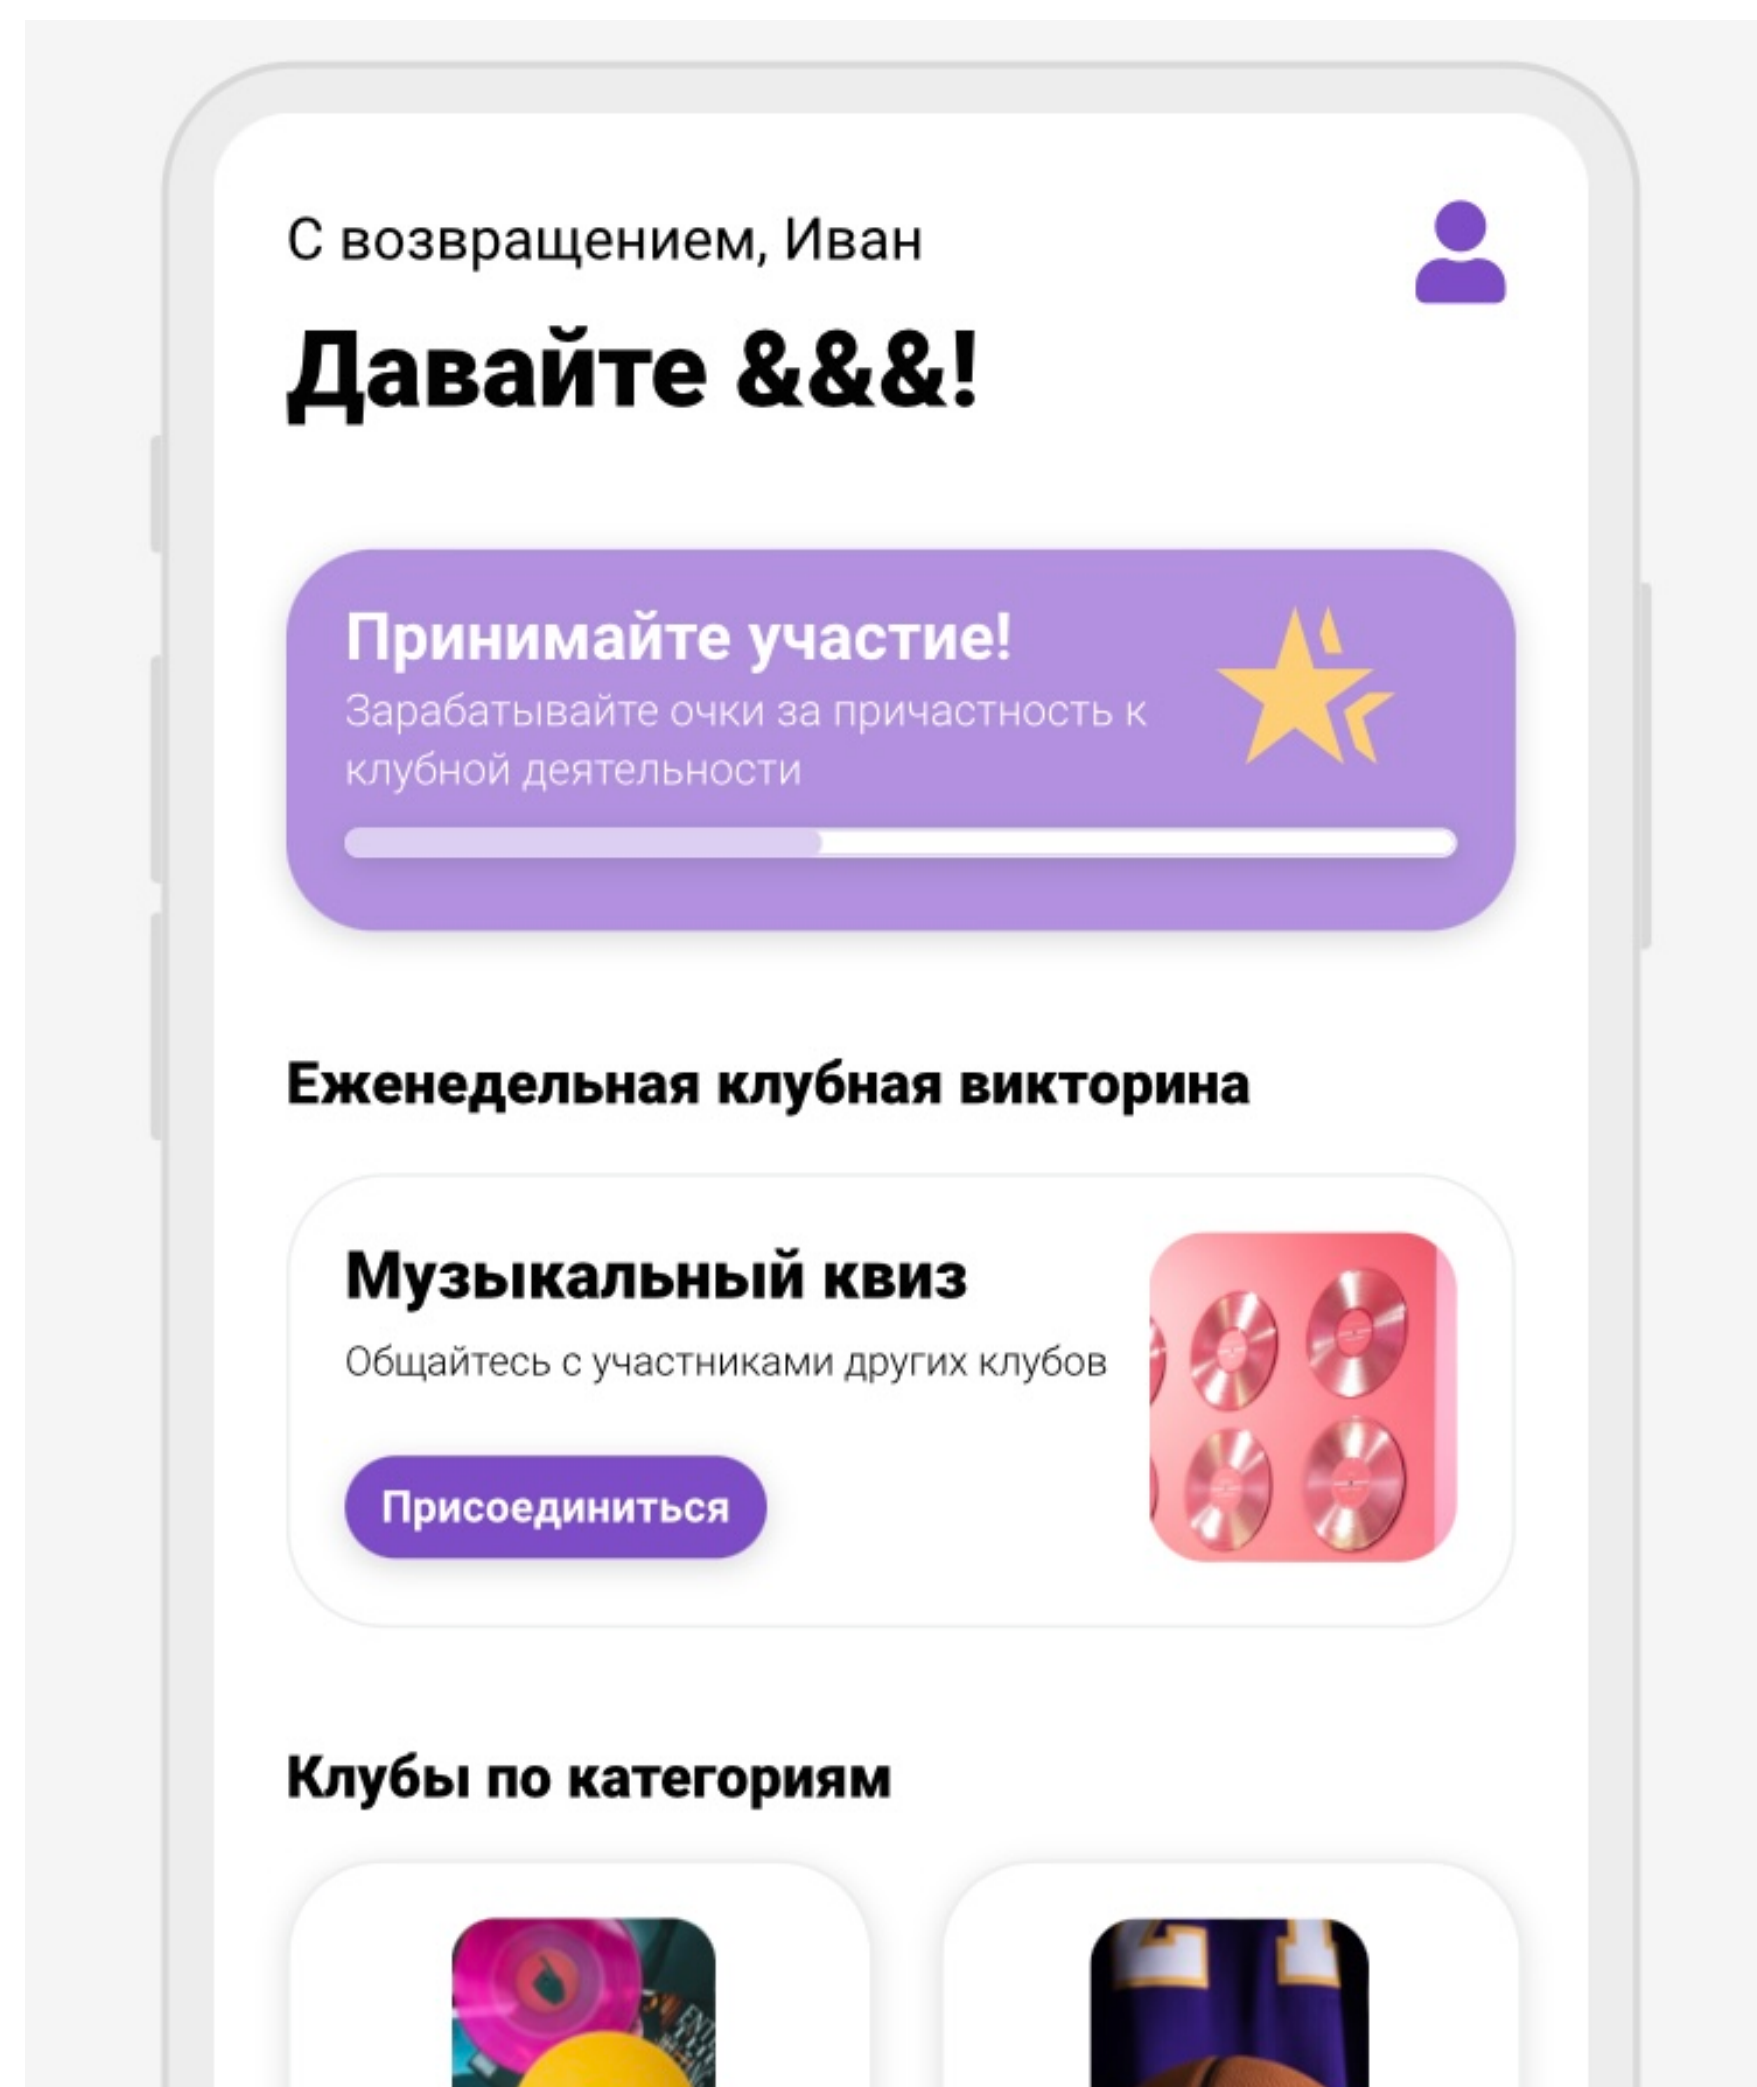 С возвращением, Иван
Давайте &&&!
Принимайте участие!
Зарабатывайте очки за причастность к
клубной деятельности
Еженедельная клубная викторина
Музыкальный квиз
Общайтесь с участниками других клубов
Присоединиться
Клубы по категориям